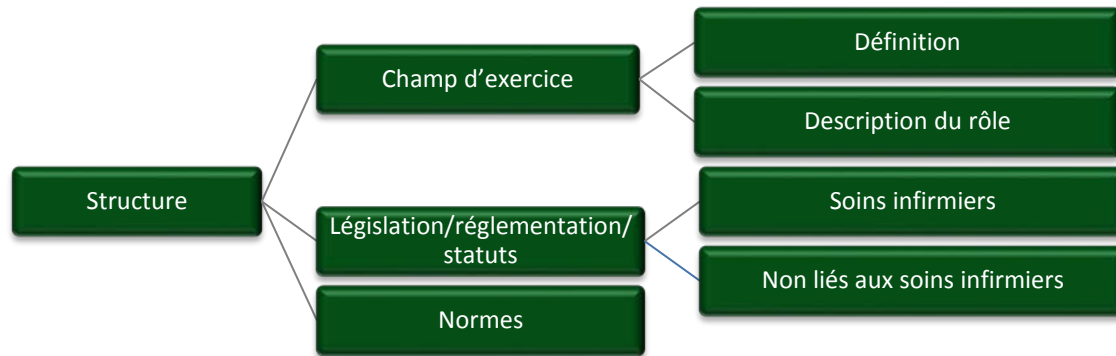 Structure
Champ d’exercice
Définition
Description du rôle
Législation/réglementation/
statuts
Soins infirmiers
Non liés aux soins infirmiers
Normes